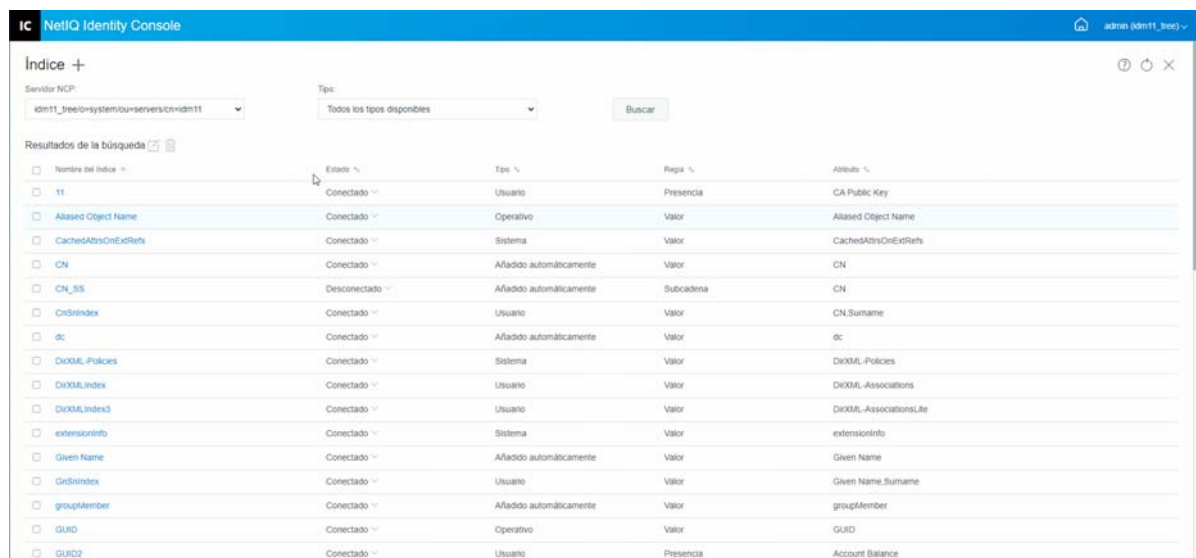 IC NetIQ Identity Console admin (idm11_tree)
Índice +
Servidor NCP: Tipo:
idm11_tree/o=system/ou=servers/cn=idm11 Todos los tipos disponibles Buscar
Resultados de la búsqueda
Nombre del índice Estado Tipo Regla Atributo
11 Conectado Usuario Presencia CA Public Key
Aliased Object Name Conectado Operativo Valor Aliased Object Name
CachedAttrsOnExtRefs Conectado Sistema Valor CachedAttrsOnExtRefs
CN Conectado Añadido automáticamente Valor CN
CN_SS Desconectado Añadido automáticamente Subcadena CN
CnSnIndex Conectado Usuario Valor CN,Surname
dc Conectado Añadido automáticamente Valor dc
DirXML-Policies Conectado Sistema Valor DirXML-Policies
DirXMLIndex Conectado Usuario Valor DirXML-Associations
DirXMLIndex3 Conectado Usuario Valor DirXML-AssociationsLite
extensionInfo Conectado Sistema Valor extensionInfo
Given Name Conectado Añadido automáticamente Valor Given Name
GnSnIndex Conectado Usuario Valor Given Name,Surname
groupMember Conectado Añadido automáticamente Valor groupMember
GUID Conectado Operativo Valor GUID
GUID2 Conectado Usuario Presencia Account Balance